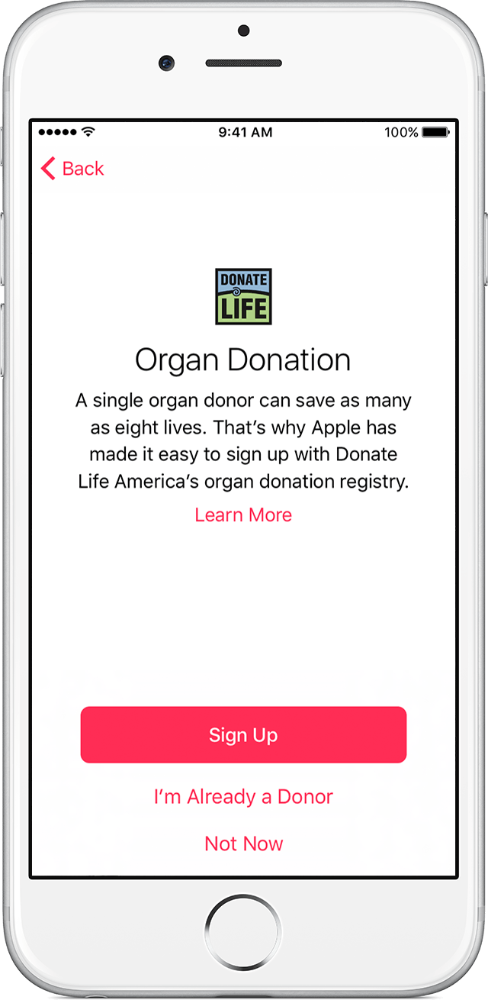 9:41 AM
100%
Back
DONATE
LIFE
Organ Donation
A single organ donor can save as many
as eight lives. That’s why Apple has
made it easy to sign up with Donate
Life America’s organ donation registry.
Learn More
Sign Up
I’m Already a Donor
Not Now